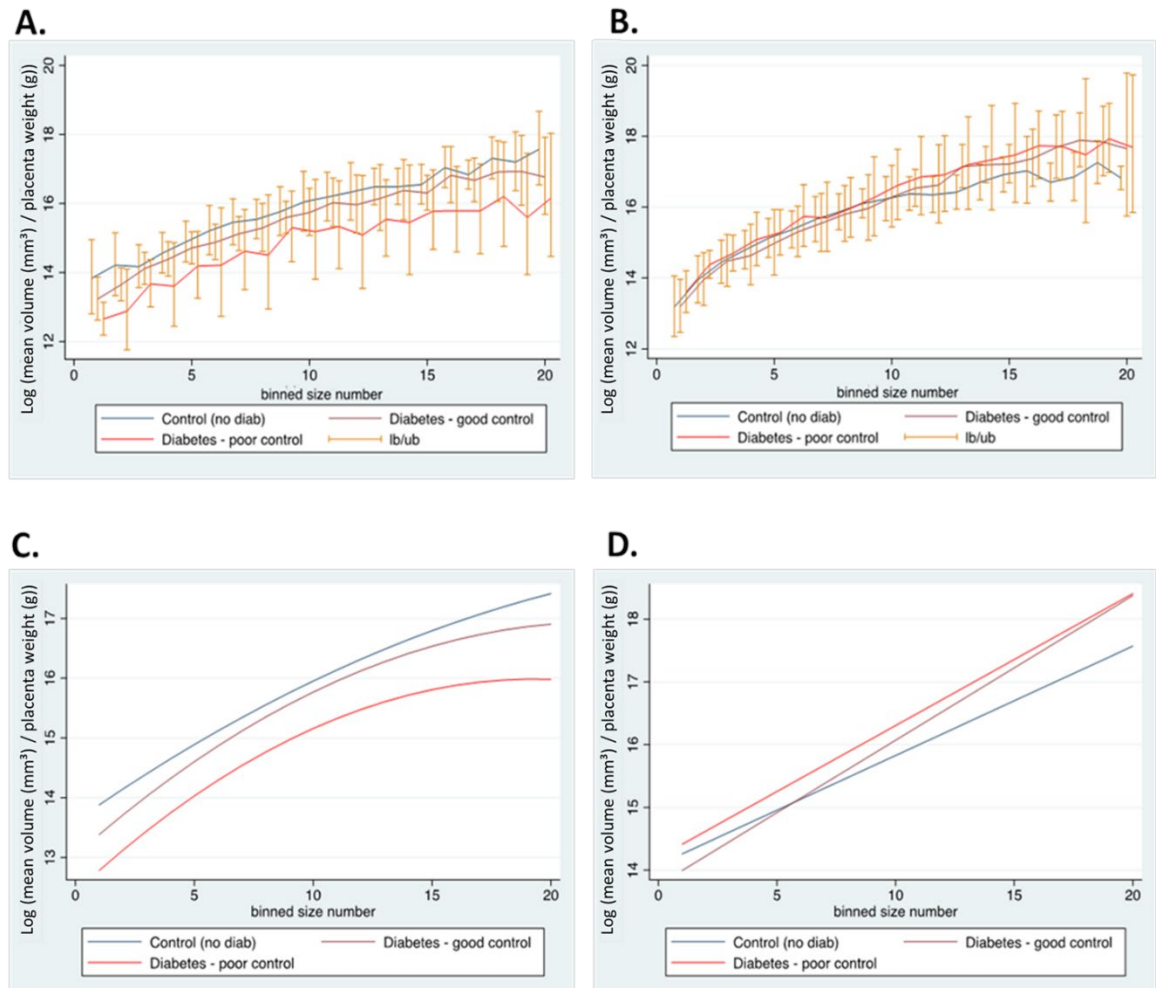 A.
Log (mean volume (mm³) / placenta weight (g))
20
18
16
14
12
0 5 10 15 20
binned size number
Control (no diab) Diabetes - good control
Diabetes - poor control lb/ub
B.
Log (mean volume (mm³) / placenta weight (g))
20
18
16
14
12
0 5 10 15 20
binned size number
Control (no diab) Diabetes - good control
Diabetes - poor control lb/ub
C.
Log (mean volume (mm³) / placenta weight (g))
17
16
15
14
13
0 5 10 15 20
binned size number
Control (no diab) Diabetes - good control
Diabetes - poor control
D.
Log (mean volume (mm³) / placenta weight (g))
18
17
16
15
14
0 5 10 15 20
binned size number
Control (no diab) Diabetes - good control
Diabetes - poor control